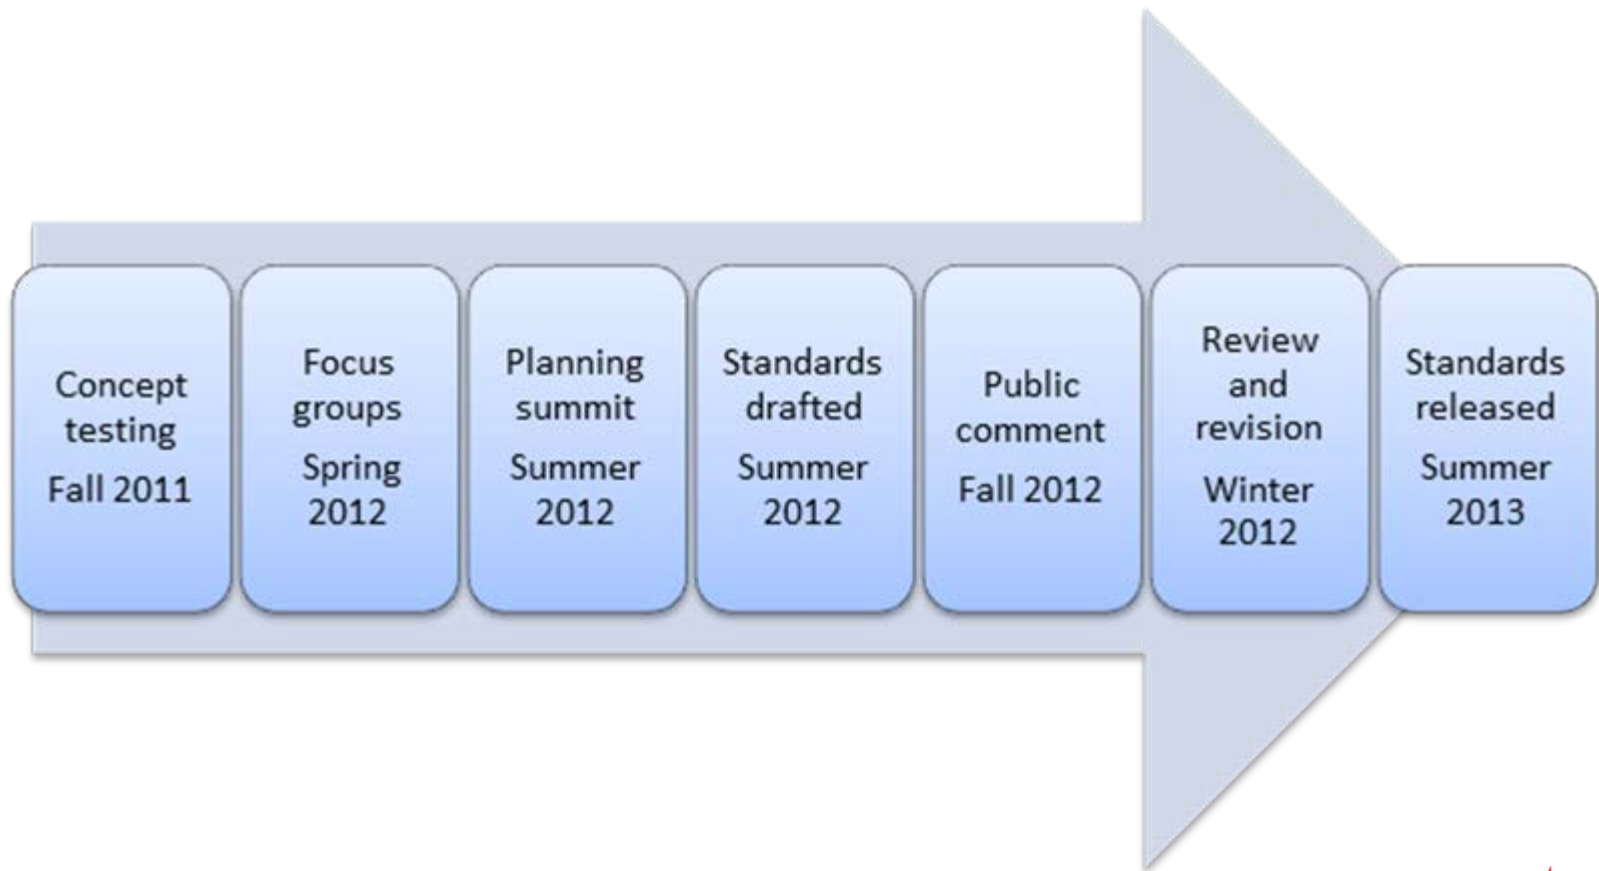 Concept
testing
Fall 2011
Focus
groups
Spring
2012
Planning
summit
Summer
2012
Standards
drafted
Summer
2012
Public
comment
Fall 2012
Review
and
revision
Winter
2012
Standards
released
Summer
2013